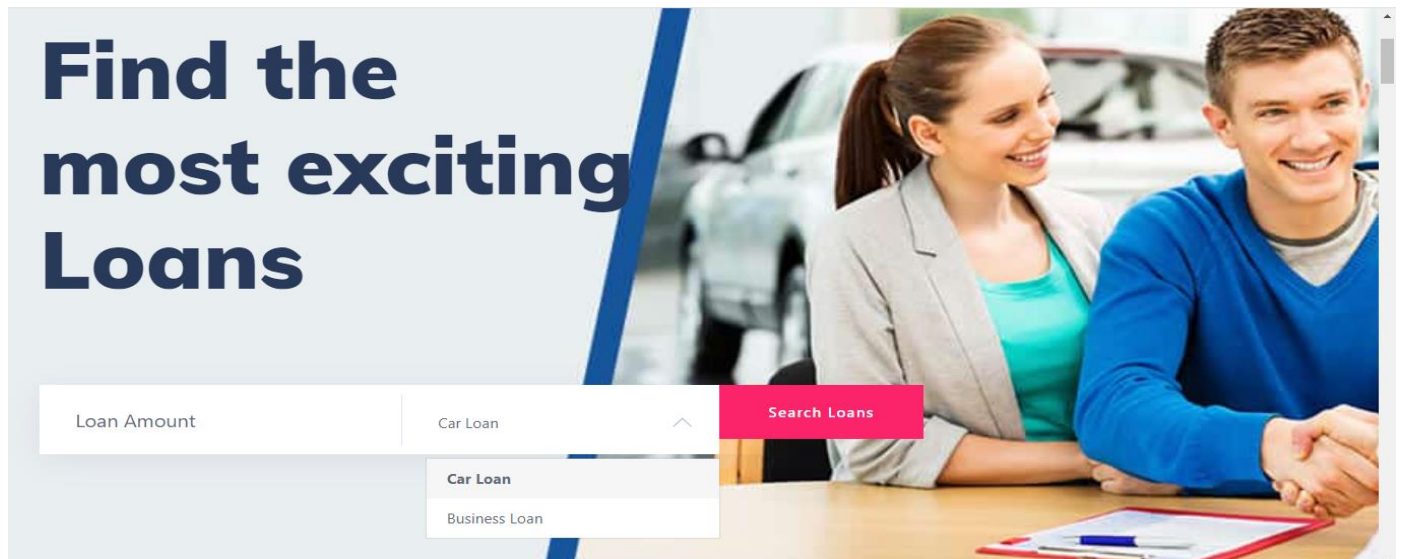 Find the
most exciting
Loans
Loan Amount
Car Loan
Search Loans
Car Loan
Business Loan